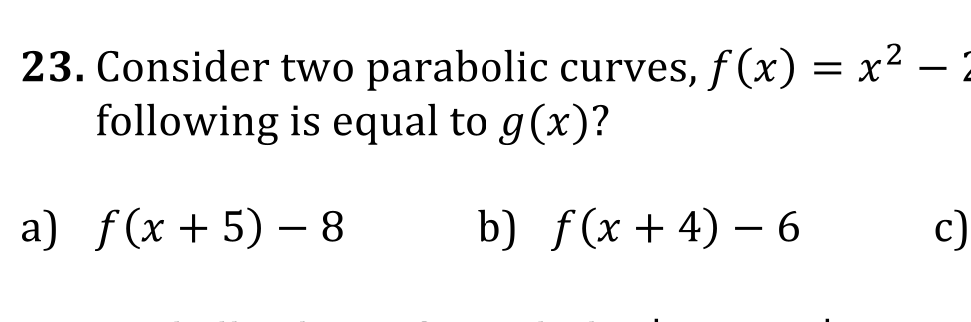 23. Consider two parabolic curves, f(x) = x² −
following is equal to g(x)?
a) f(x + 5) − 8 b) f(x + 4) − 6 c)